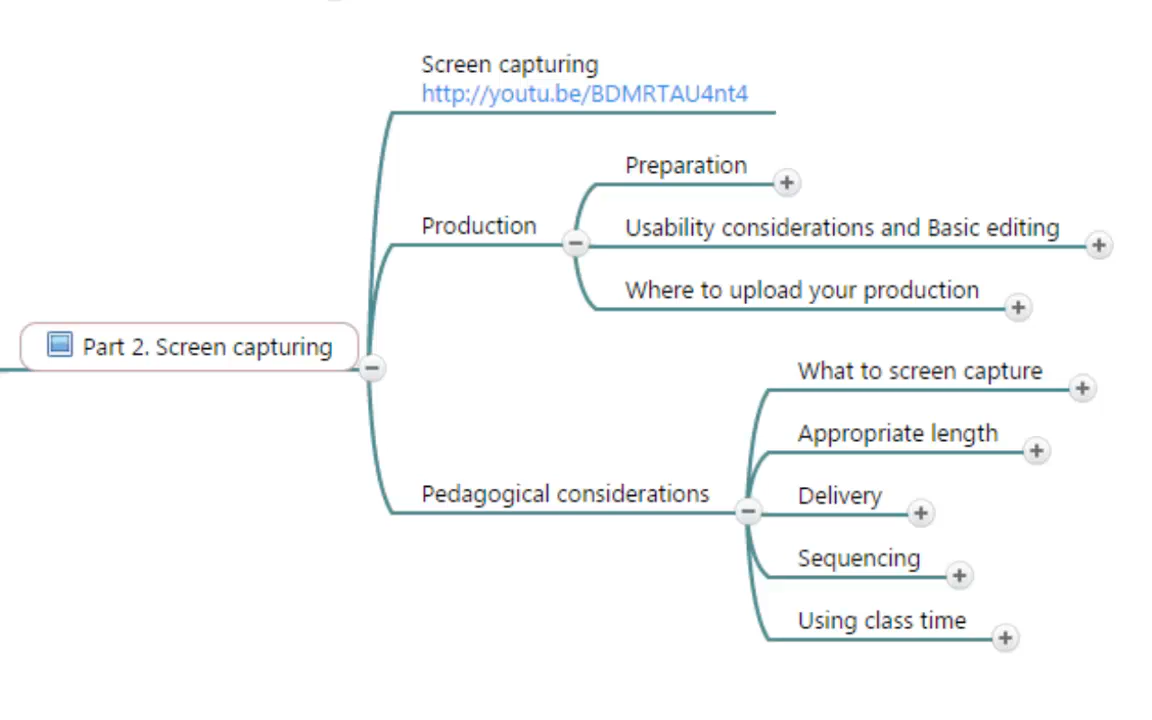 Screen capturing
http://youtu.be/BDMRTAU4nt4
Preparation
Production
Usability considerations and Basic editing
Where to upload your production
Part 2. Screen capturing
What to screen capture
Appropriate length
Pedagogical considerations
Delivery
Sequencing
Using class time